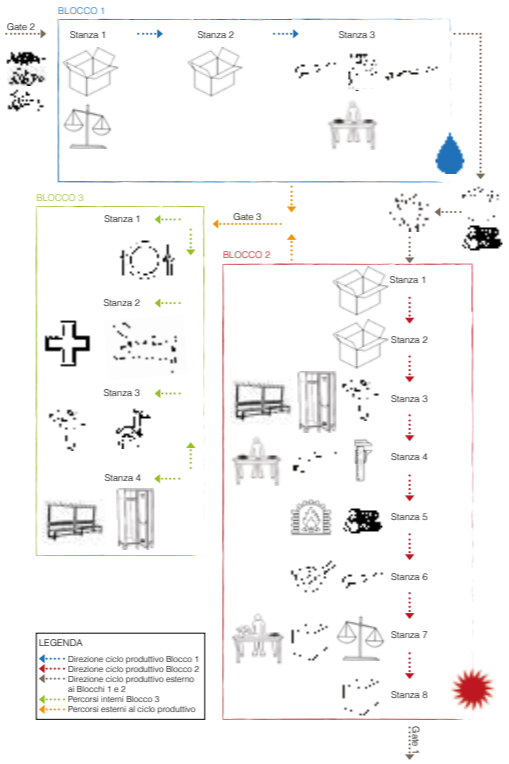 BLOCCO 1
Gate 2
Stanza 1
Stanza 2
Stanza 3
BLOCCO 3
Stanza 1
Stanza 2
Stanza 3
Stanza 4
Gate 3
BLOCCO 2
Stanza 1
Stanza 2
Stanza 3
Stanza 4
Stanza 5
Stanza 6
Stanza 7
Stanza 8
Gate 1
LEGENDA
Direzione ciclo produttivo Blocco 1
Direzione ciclo produttivo Blocco 2
Direzione ciclo produttivo esterno
ai Blocchi 1 e 2
Percorsi interni Blocco 3
Percorsi esterni al ciclo produttivo